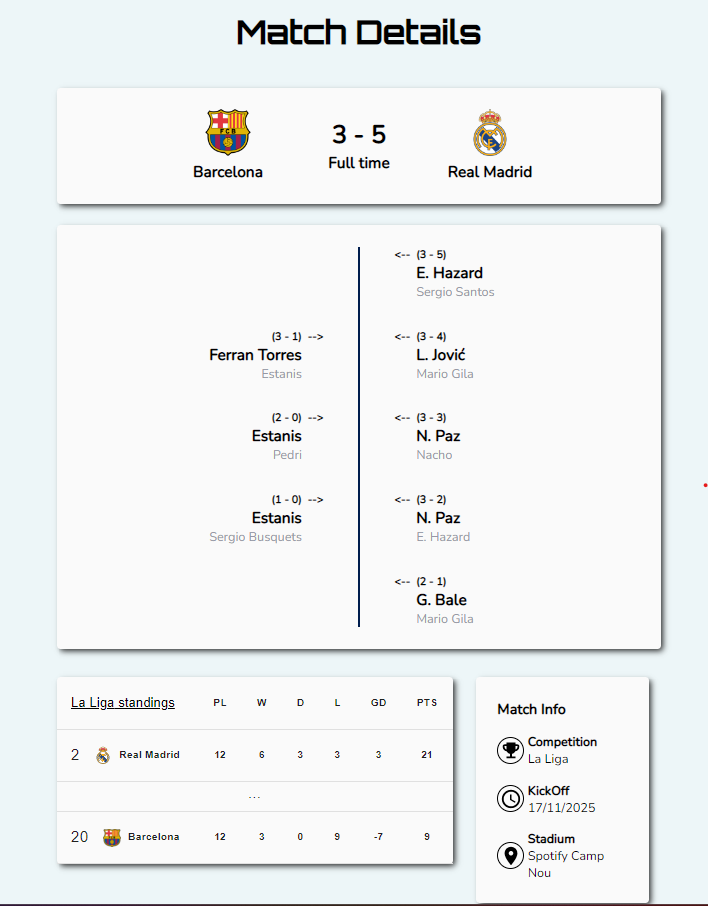 Match Details
3 - 5
Full time
Barcelona
Real Madrid
<-- (3 - 5)
E. Hazard
Sergio Santos
(3 - 1) -->
Ferran Torres
Estanis
<-- (3 - 4)
L. Jović
Mario Gila
(2 - 0) -->
Estanis
Pedri
<-- (3 - 3)
N. Paz
Nacho
(1 - 0) -->
Estanis
Sergio Busquets
<-- (3 - 2)
N. Paz
E. Hazard
<-- (2 - 1)
G. Bale
Mario Gila
La Liga standings PL W D L GD PTS
2 Real Madrid 12 6 3 3 3 21
...
20 Barcelona 12 3 0 9 -7 9
Match Info
Competition
La Liga
KickOff
17/11/2025
Stadium
Spotify Camp
Nou